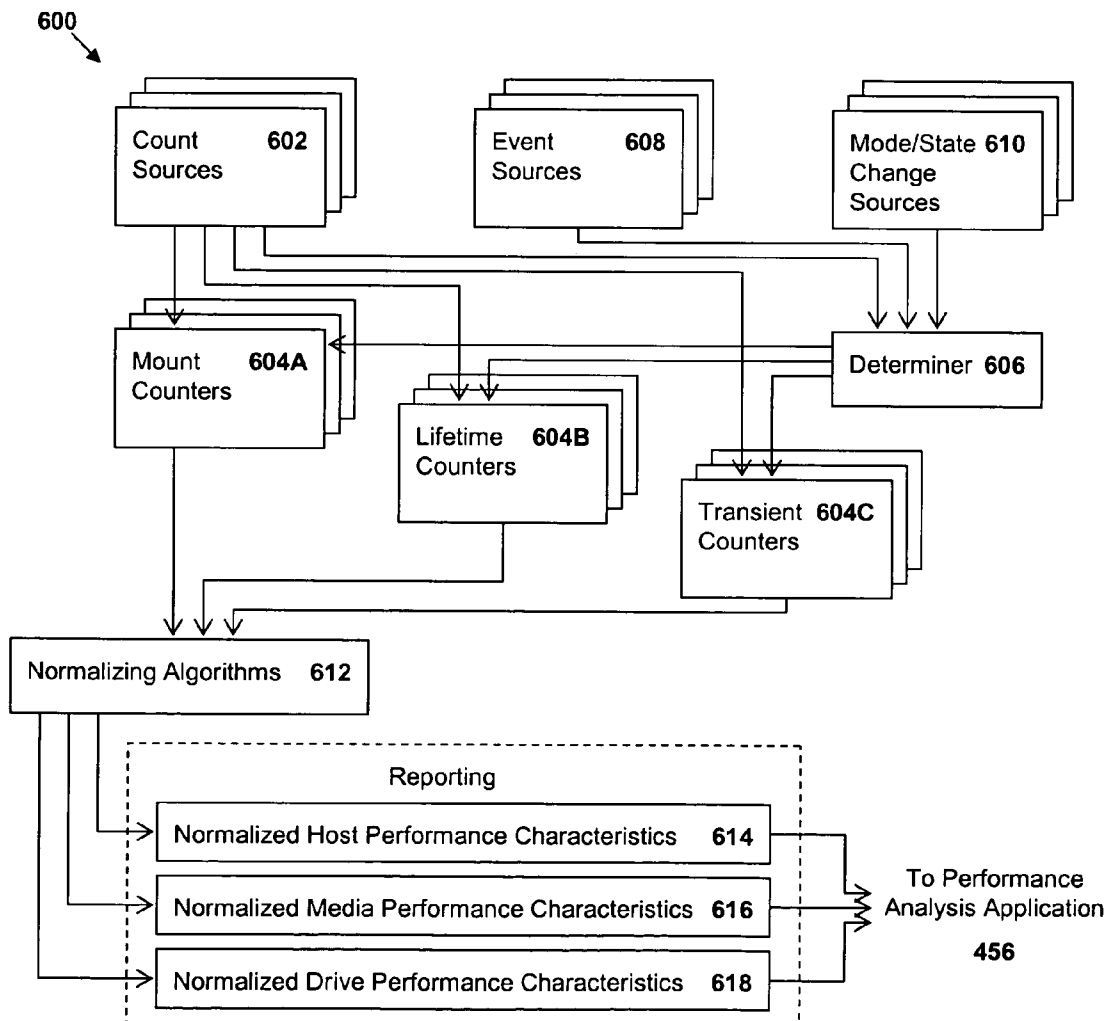 600
Count 602
Sources
Event 608
Sources
Mode/State 610
Change
Sources
Mount 604A
Counters
Determiner 606
Lifetime 604B
Counters
Transient 604C
Counters
Normalizing Algorithms 612
Reporting
Normalized Host Performance Characteristics 614
Normalized Media Performance Characteristics 616
Normalized Drive Performance Characteristics 618
To Performance
Analysis Application
456